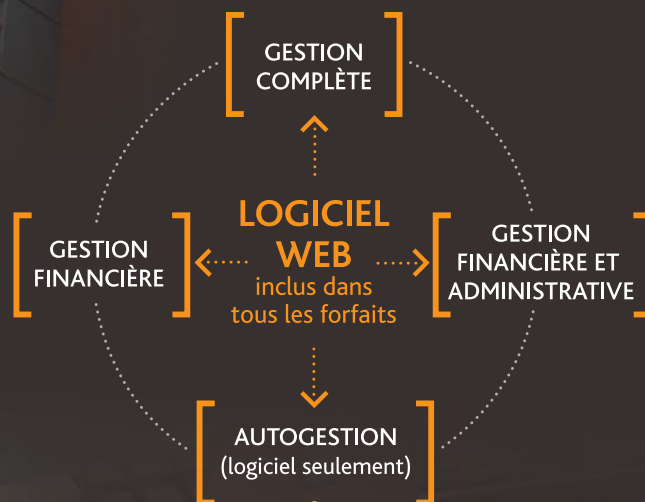 GESTION
COMPLÈTE
LOGICIEL
WEB
inclus dans
tous les forfaits
GESTION
FINANCIÈRE
GESTION
FINANCIÈRE ET
ADMINISTRATIVE
AUTOGESTION
(logiciel seulement)